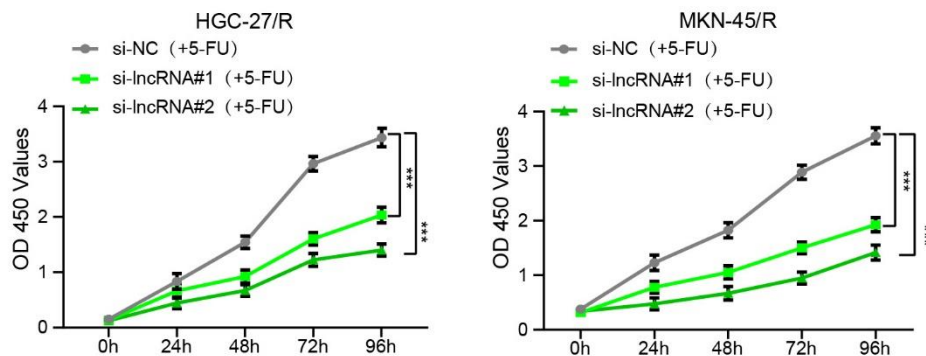 HGC-27/R
si-NC（+5-FU）
si-lncRNA#1（+5-FU）
si-lncRNA#2（+5-FU）
OD 450 Values
4
3
2
1
0
0h
24h
48h
72h
96h
***
***
MKN-45/R
si-NC（+5-FU）
si-lncRNA#1（+5-FU）
si-lncRNA#2（+5-FU）
OD 450 Values
4
3
2
1
0
0h
24h
48h
72h
96h
***